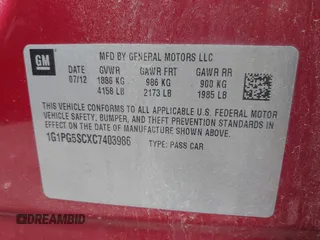 GM
MFD BY GENERAL MOTORS LLC
DATE GVWR GAWR FRT GAWR RR
07/12 1886 KG 986 KG 900 KG
4158 LB 2173 LB 1985 LB
THIS VEHICLE CONFORMS TO ALL APPLICABLE U.S. FEDERAL MOTOR
VEHICLE SAFETY, BUMPER, AND THEFT PREVENTION STANDARDS IN
EFFECT ON THE DATE OF MANUFACTURE SHOWN ABOVE.
1G1PG5SCXC7403986 TYPE: PASS CAR
IBIDMOTORS